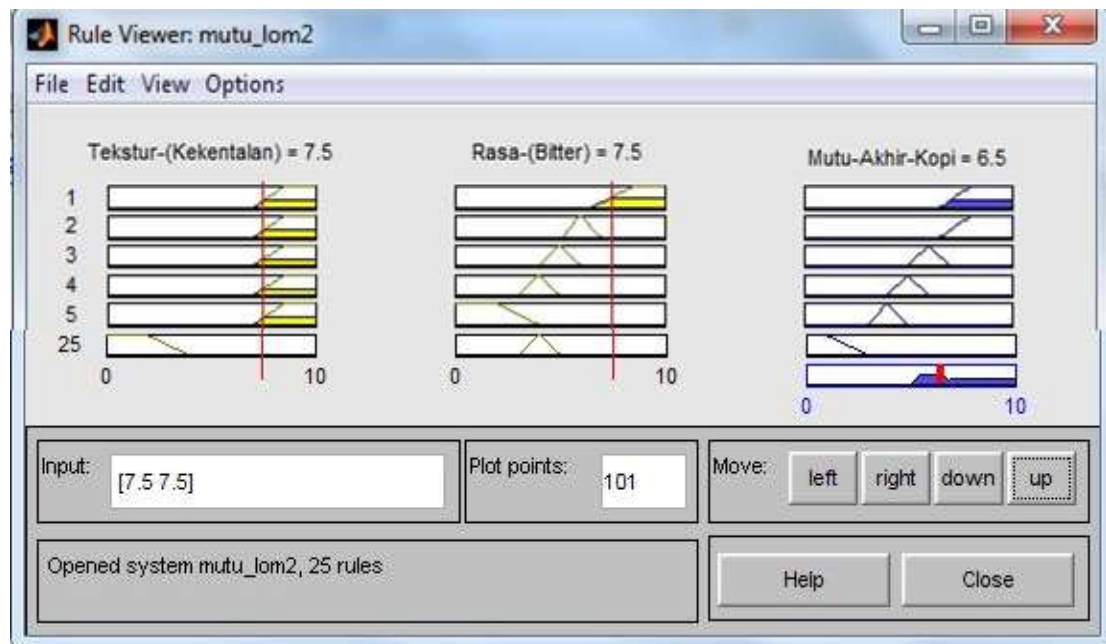 Rule Viewer: mutu_lom2
File Edit View Options
Tekstur-(Kekentalan) = 7.5
Rasa-(Bitter) = 7.5
Mutu-Akhir-Kopi = 6.5
1
2
3
4
5
25
0 10
0 10
0 10
Input: [7.5 7.5]
Plot points: 101
Move: left right down up
Opened system mutu_lom2, 25 rules
Help Close